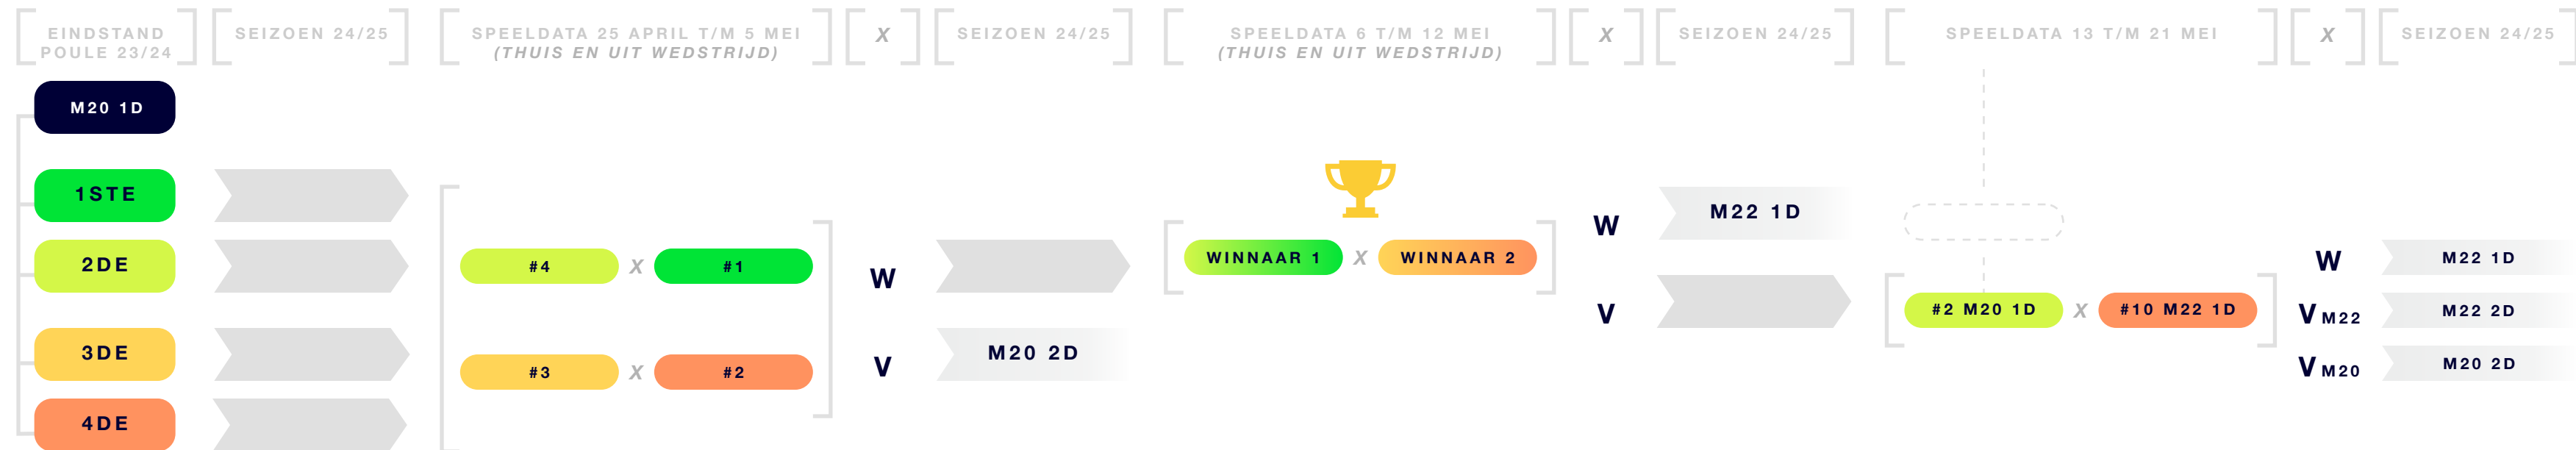 EINDSTAND
POULE 23/24
SEIZOEN 24/25
SPEELDATA 25 APRIL T/M 5 MEI
(THUIS EN UIT WEDSTRIJD)
X
SEIZOEN 24/25
SPEELDATA 6 T/M 12 MEI
(THUIS EN UIT WEDSTRIJD)
X
SEIZOEN 24/25
SPEELDATA 13 T/M 21 MEI
X
SEIZOEN 24/25
M20 1D
1STE
2DE
3DE
4DE
#4 X #1
#3 X #2
W
V
M20 2D
WINNAAR 1 X WINNAAR 2
W
M22 1D
V
#2 M20 1D X #10 M22 1D
W M22 1D
V M22 M22 2D
V M20 M20 2D